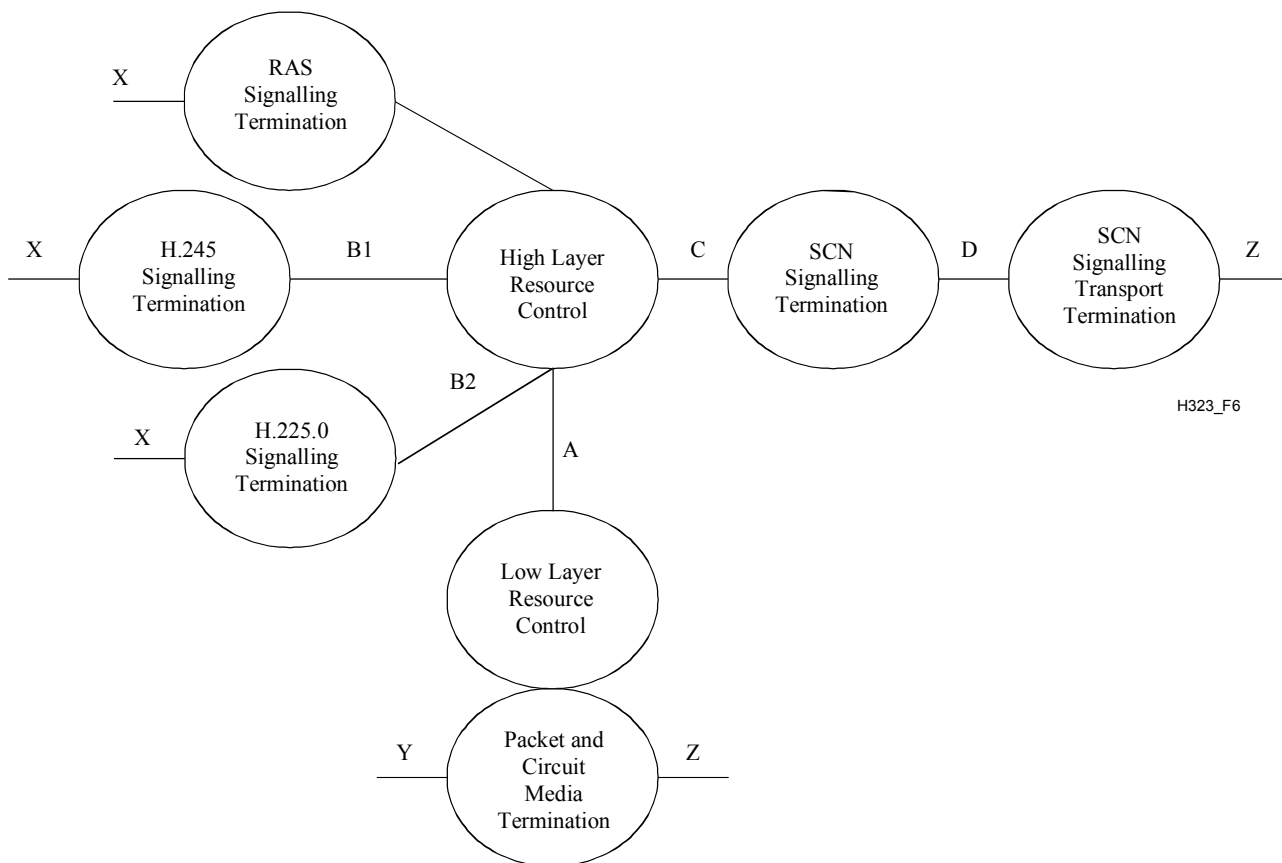 X
RAS
Signalling
Termination
X
H.245
Signalling
Termination
B1
High Layer
Resource
Control
C
SCN
Signalling
Termination
D
SCN
Signalling
Transport
Termination
Z
B2
H323_F6
X
H.225.0
Signalling
Termination
A
Low Layer
Resource
Control
Y
Packet and
Circuit
Media
Termination
Z